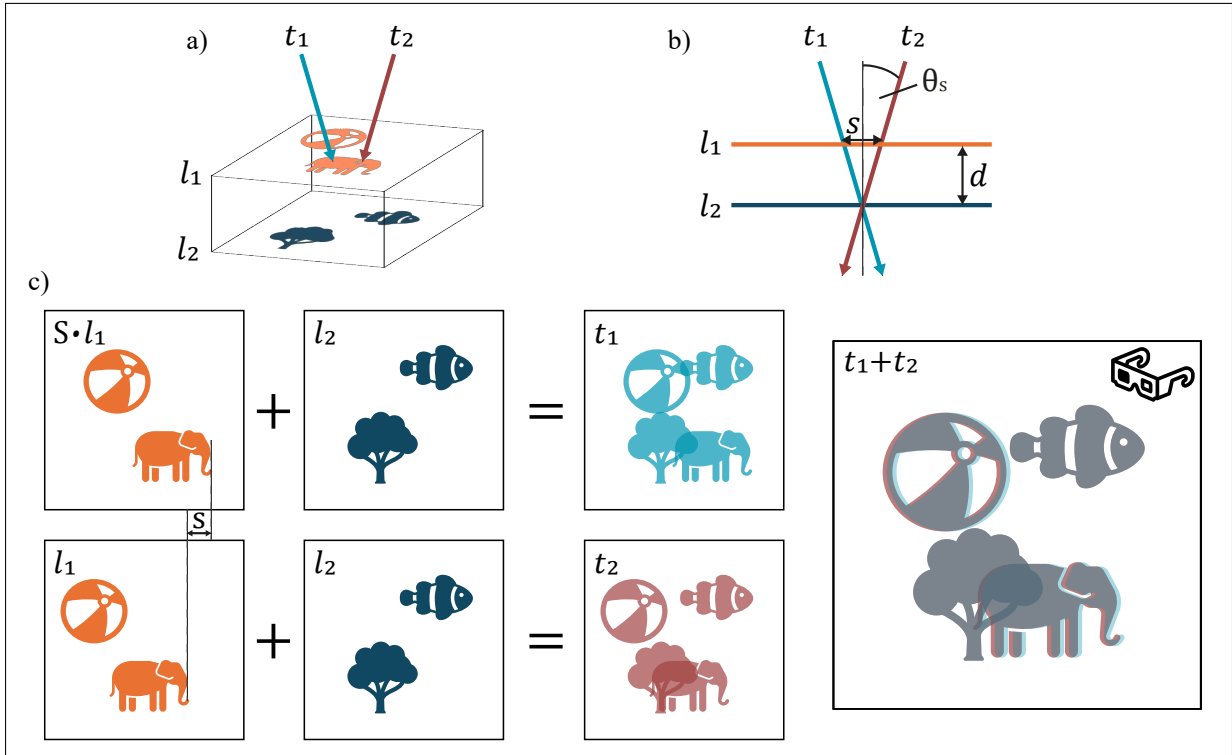 a)
t₁
t₂
l₁
l₂
b)
t₁
t₂
θₛ
s
l₁
d
l₂
c)
S·l₁
+
l₂
=
t₁
s
l₁
+
l₂
=
t₂
t₁+t₂